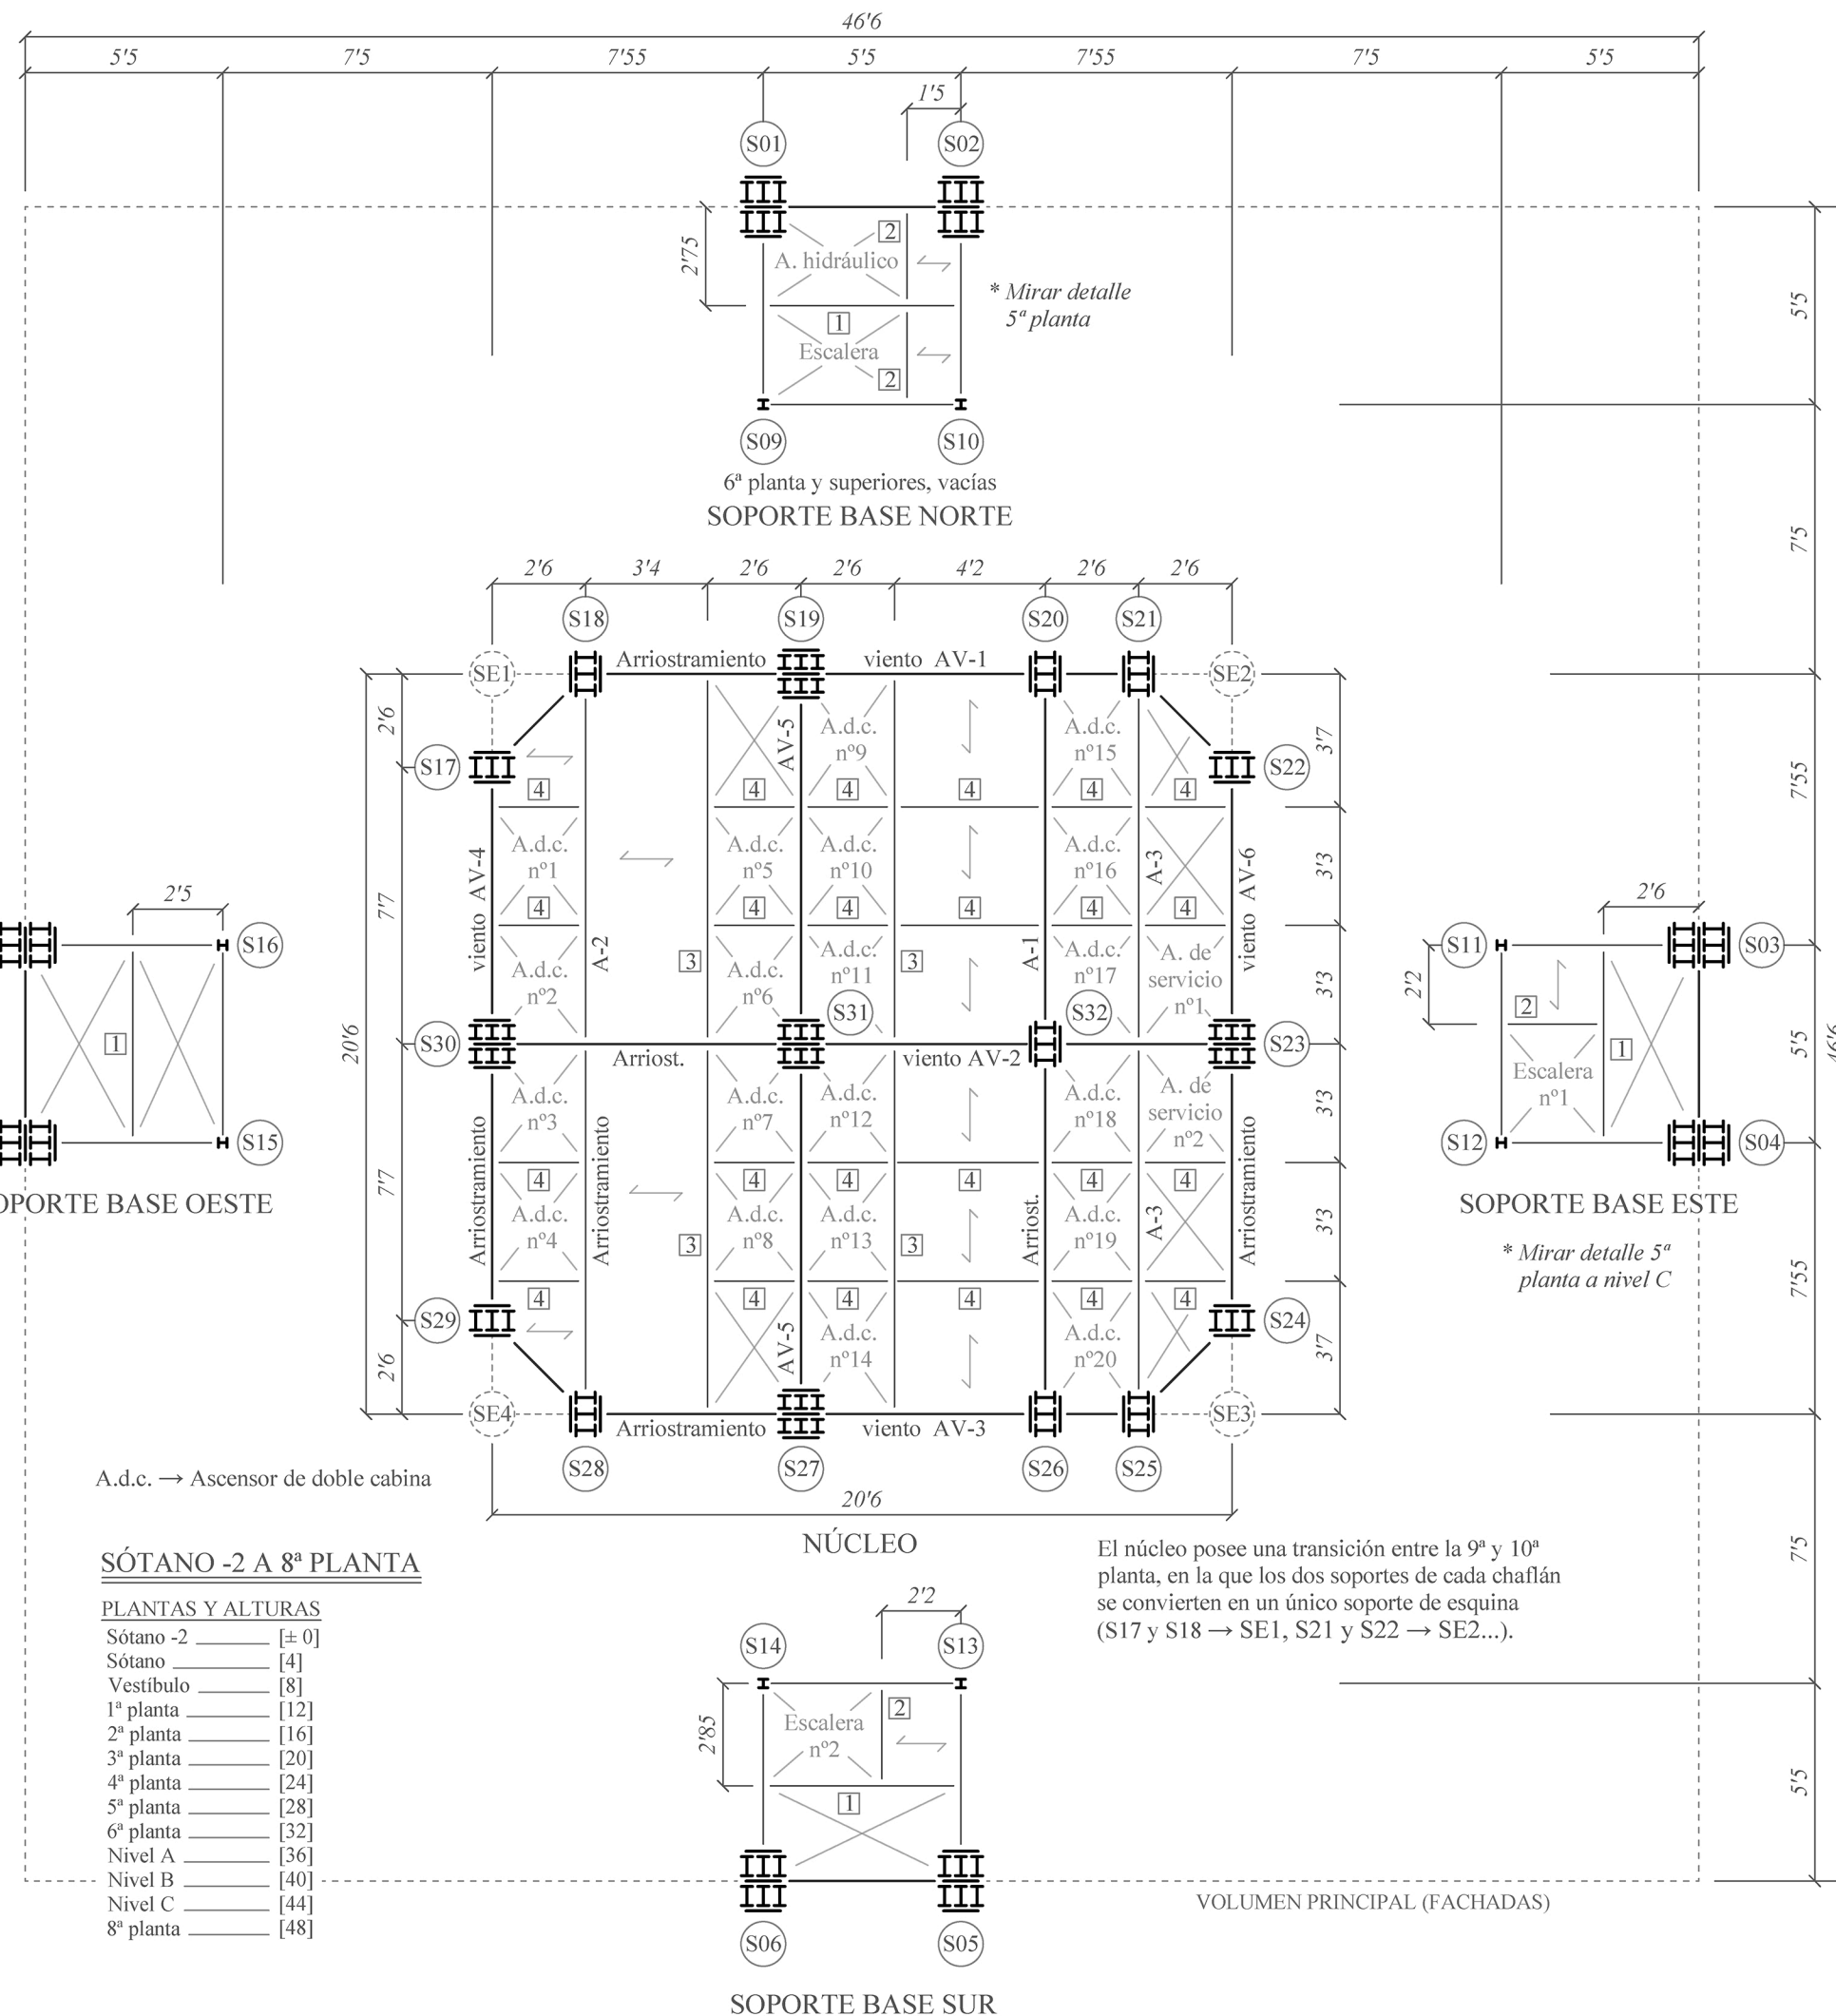 46'6
5'5 7'5 7'55 5'5 7'55 7'5 5'5
1'5
S01 S02
2'75
2
A. hidráulico
* Mirar detalle
5ª planta
1
Escalera
2
S09 S10
6ª planta y superiores, vacías
SOPORTE BASE NORTE
5'5
7'5
7'55
5'5
7'55
7'5
5'5
46'6
2'6 3'4 2'6 2'6 4'2 2'6 2'6
S18 S19 S20 S21
SE1 Arriostramiento viento AV-1 SE2
2'6
7'7
7'7
2'6
20'6
3'7
3'3
3'3
3'3
3'3
3'7
S17 S22
AV-5
A.d.c.
nº9
A.d.c.
nº15
4 4 4 4 4 4
viento AV-4
A.d.c.
nº1
A.d.c.
nº5
A.d.c.
nº10
A.d.c.
nº16
A-3
viento AV-6
4 4 4 4 4 4
A-2
A-1
3 3
A.d.c.
nº2
A.d.c.
nº6
A.d.c.
nº11
A.d.c.
nº17
A. de
servicio
nº1
S31 S32
S30 S23
Arriost. viento AV-2
A.d.c.
nº3
A.d.c.
nº7
A.d.c.
nº12
A.d.c.
nº18
A. de
servicio
nº2
Arriostramiento
Arriostramiento
Arriost.
Arriostramiento
4 4 4 4 4 4
A.d.c.
nº4
A.d.c.
nº8
A.d.c.
nº13
A.d.c.
nº19
A-3
3 3
4 4 4 4 4 4
S29 S24
AV-5
A.d.c.
nº14
A.d.c.
nº20
SE4 Arriostramiento viento AV-3 SE3
S28 S27 S26 S25
20'6
NÚCLEO
2'5
S16
1
S15
OPORTE BASE OESTE
2'6
S11 S03
2'2
2
1
Escalera
nº1
S12 S04
SOPORTE BASE ESTE
* Mirar detalle 5ª
planta a nivel C
A.d.c. → Ascensor de doble cabina
SÓTANO -2 A 8ª PLANTA
PLANTAS Y ALTURAS
Sótano -2 [± 0]
Sótano [4]
Vestíbulo [8]
1ª planta [12]
2ª planta [16]
3ª planta [20]
4ª planta [24]
5ª planta [28]
6ª planta [32]
Nivel A [36]
Nivel B [40]
Nivel C [44]
8ª planta [48]
El núcleo posee una transición entre la 9ª y 10ª
planta, en la que los dos soportes de cada chaflán
se convierten en un único soporte de esquina
(S17 y S18 → SE1, S21 y S22 → SE2...).
2'2
S14 S13
2'85
Escalera
nº2
2
1
S06 S05
SOPORTE BASE SUR
VOLUMEN PRINCIPAL (FACHADAS)